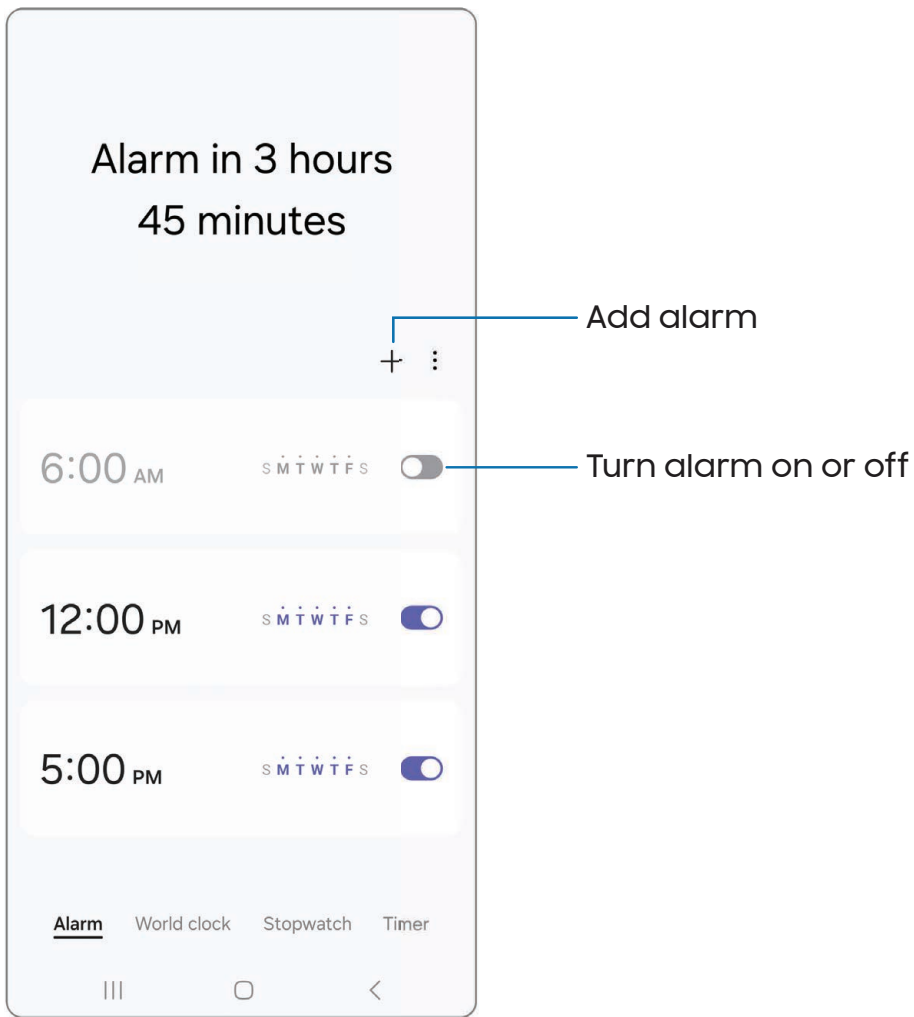 Alarm in 3 hours
45 minutes
Add alarm
6:00 AM S M T W T F S
Turn alarm on or off
12:00 PM S M T W T F S
5:00 PM S M T W T F S
Alarm World clock Stopwatch Timer